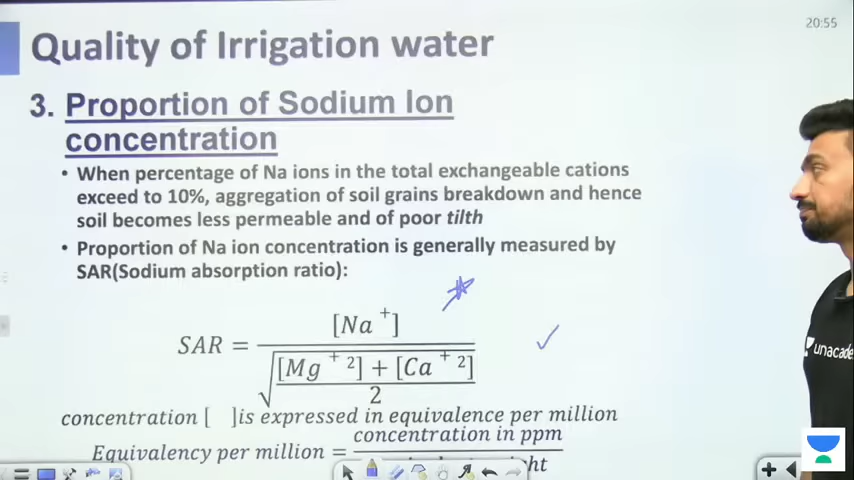 20:55
Quality of Irrigation water
3. Proportion of Sodium Ion
concentration
• When percentage of Na ions in the total exchangeable cations
exceed to 10%, aggregation of soil grains breakdown and hence
soil becomes less permeable and of poor tilth
• Proportion of Na ion concentration is generally measured by
SAR(Sodium absorption ratio):
SAR = [Na⁺] / √(([Mg⁺²] + [Ca⁺²]) / 2)
concentration [ ] is expressed in equivalence per million
Equivalency per million = concentration in ppm
unacade